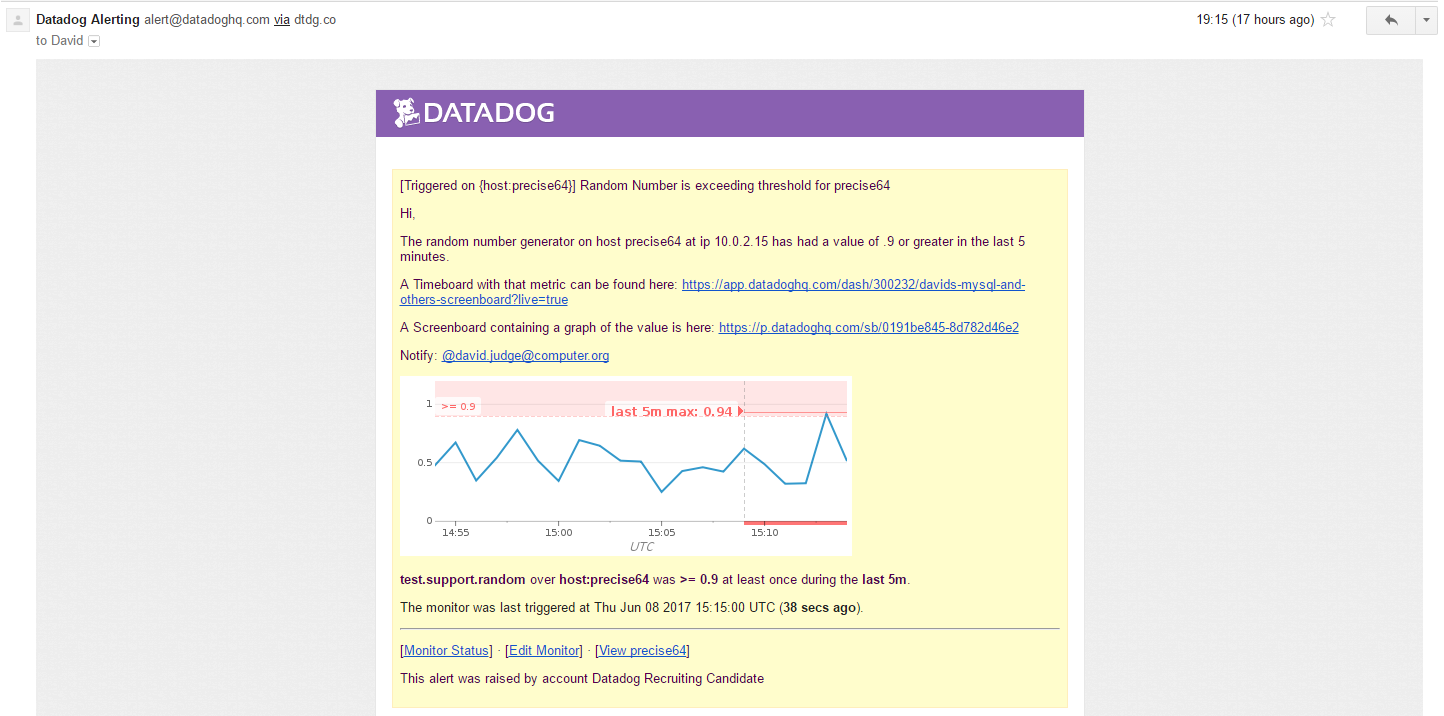 Datadog Alerting alert@datadoghq.com via dtdg.co
19:15 (17 hours ago)
to David
DATADOG
[Triggered on {host:precise64}] Random Number is exceeding threshold for precise64
Hi,
The random number generator on host precise64 at ip 10.0.2.15 has had a value of .9 or greater in the last 5
minutes.
A Timeboard with that metric can be found here: https://app.datadoghq.com/dash/300232/davids-mysql-and-
others-screenboard?live=true
A Screenboard containing a graph of the value is here: https://p.datadoghq.com/sb/0191be845-8d782d46e2
Notify: @david.judge@computer.org
1
>= 0.9
last 5m max: 0.94
0.5
0
14:55 15:00 15:05 15:10
UTC
test.support.random over host:precise64 was >= 0.9 at least once during the last 5m.
The monitor was last triggered at Thu Jun 08 2017 15:15:00 UTC (38 secs ago).
[Monitor Status] · [Edit Monitor] · [View precise64]
This alert was raised by account Datadog Recruiting Candidate